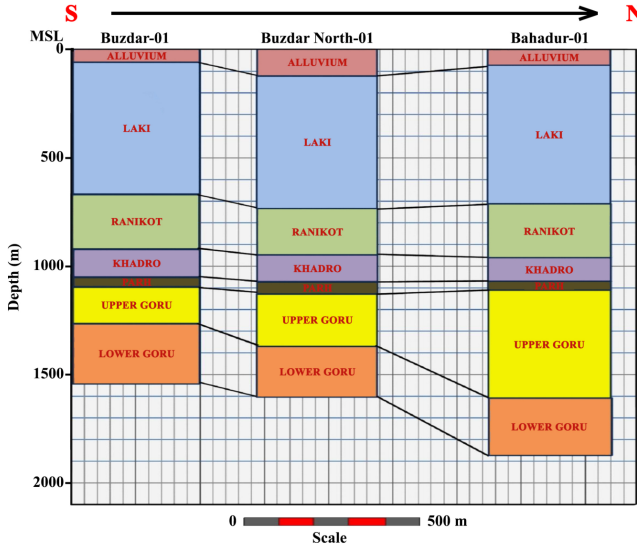 S N
MSL Buzdar-01 Buzdar North-01 Bahadur-01
0 ALLUVIUM ALLUVIUM ALLUVIUM
LAKI LAKI LAKI
500
RANIKOT RANIKOT RANIKOT
KHADRO KHADRO KHADRO
1000
Depth (m)
UPPER GORU UPPER GORU UPPER GORU
LOWER GORU LOWER GORU LOWER GORU
1500
2000
0 500 m
Scale